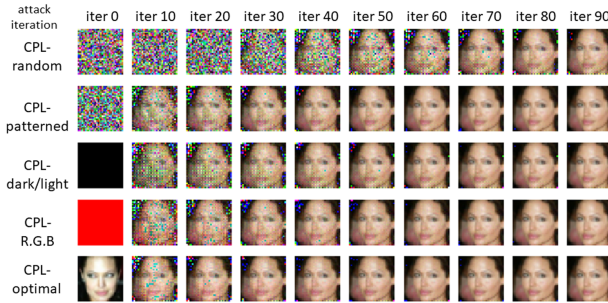 attack
iteration
iter 0 iter 10 iter 20 iter 30 iter 40 iter 50 iter 60 iter 70 iter 80 iter 90
CPL-
random
CPL-
patterned
CPL-
dark/light
CPL-
R.G.B
CPL-
optimal